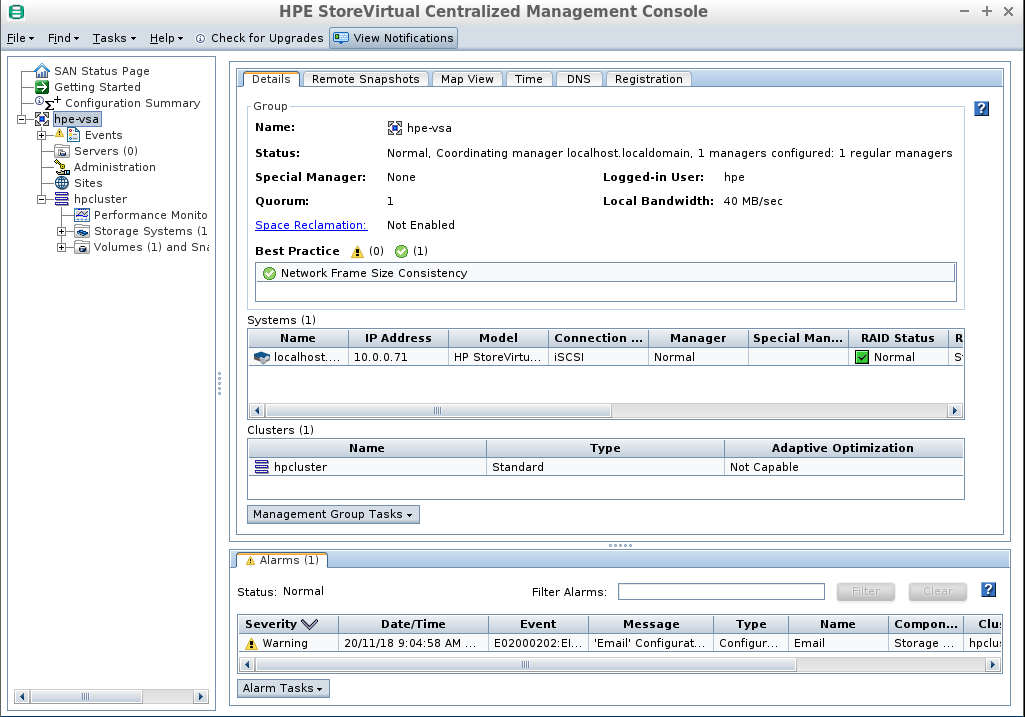 HPE StoreVirtual Centralized Management Console
File Find Tasks Help Check for Upgrades View Notifications
SAN Status Page
Getting Started
Configuration Summary
hpe-vsa
Events
Servers (0)
Administration
Sites
hpcluster
Performance Monito
Storage Systems (1
Volumes (1) and Sna
Details Remote Snapshots Map View Time DNS Registration
Group
Name: hpe-vsa
Status: Normal, Coordinating manager localhost.localdomain, 1 managers configured: 1 regular managers
Special Manager: None Logged-in User: hpe
Quorum: 1 Local Bandwidth: 40 MB/sec
Space Reclamation: Not Enabled
Best Practice (0) (1)
Network Frame Size Consistency
Systems (1)
Name IP Address Model Connection ... Manager Special Man... RAID Status R
localhost.... 10.0.0.71 HP StoreVirtu... iSCSI Normal Normal S
Clusters (1)
Name Type Adaptive Optimization
hpcluster Standard Not Capable
Management Group Tasks
Alarms (1)
Status: Normal Filter Alarms: Filter Clear
Severity Date/Time Event Message Type Name Compon... Clu
Warning 20/11/18 9:04:58 AM ... E02000202:EI... 'Email' Configurat... Configur... Email Storage ... hpclu
Alarm Tasks